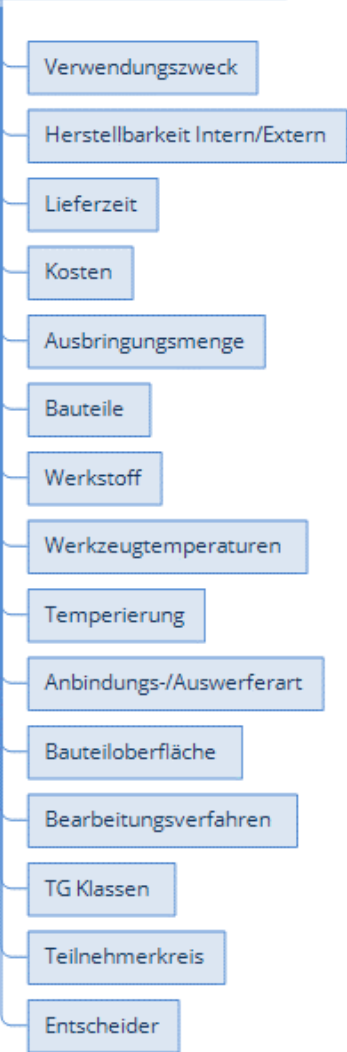 Verwendungszweck
Herstellbarkeit Intern/Extern
Lieferzeit
Kosten
Ausbringungsmenge
Bauteile
Werkstoff
Werkzeugtemperaturen
Temperierung
Anbindungs-/Auswerferart
Bauteiloberfläche
Bearbeitungsverfahren
TG Klassen
Teilnehmerkreis
Entscheider